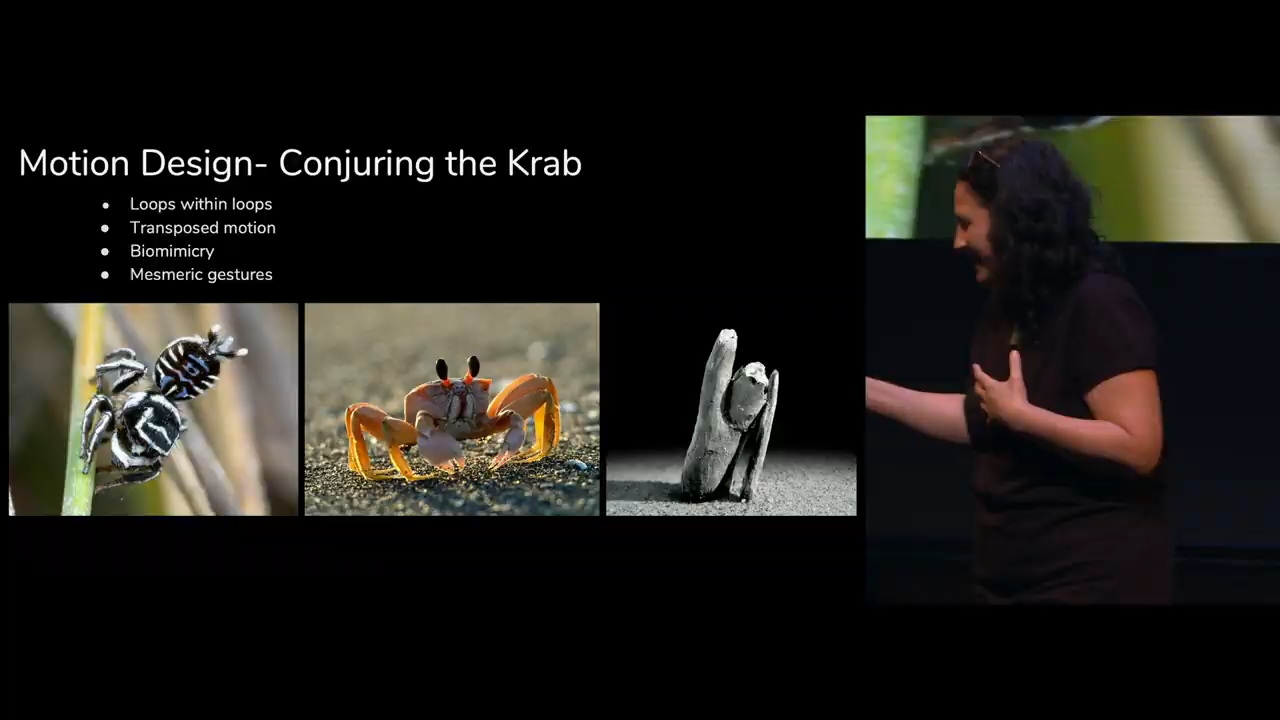 Motion Design- Conjuring the Krab
● Loops within loops
● Transposed motion
● Biomimicry
● Mesmeric gestures